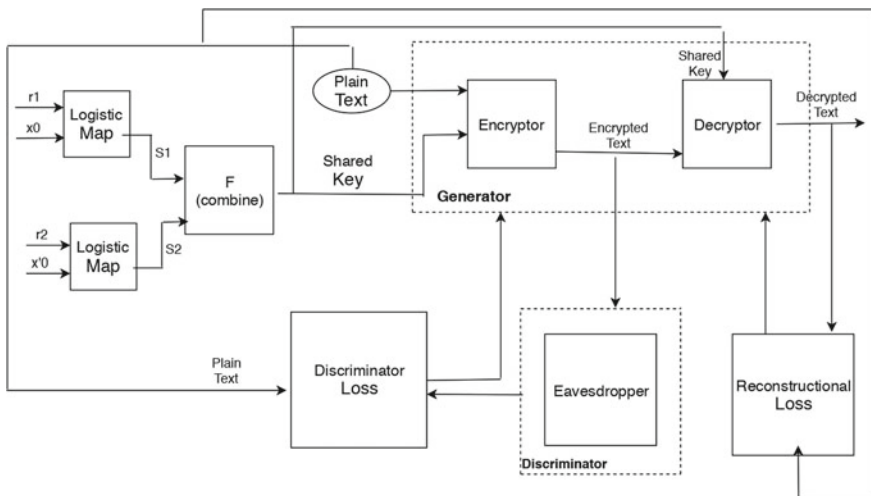 r1
x0
Logistic
Map
S1
r2
x'0
Logistic
Map
S2
F
(combine)
Shared
Key
Plain
Text
Encryptor
Encrypted
Text
Shared
Key
Decryptor
Decrypted
Text
Generator
Plain
Text
Discriminator
Loss
Eavesdropper
Discriminator
Reconstructional
Loss